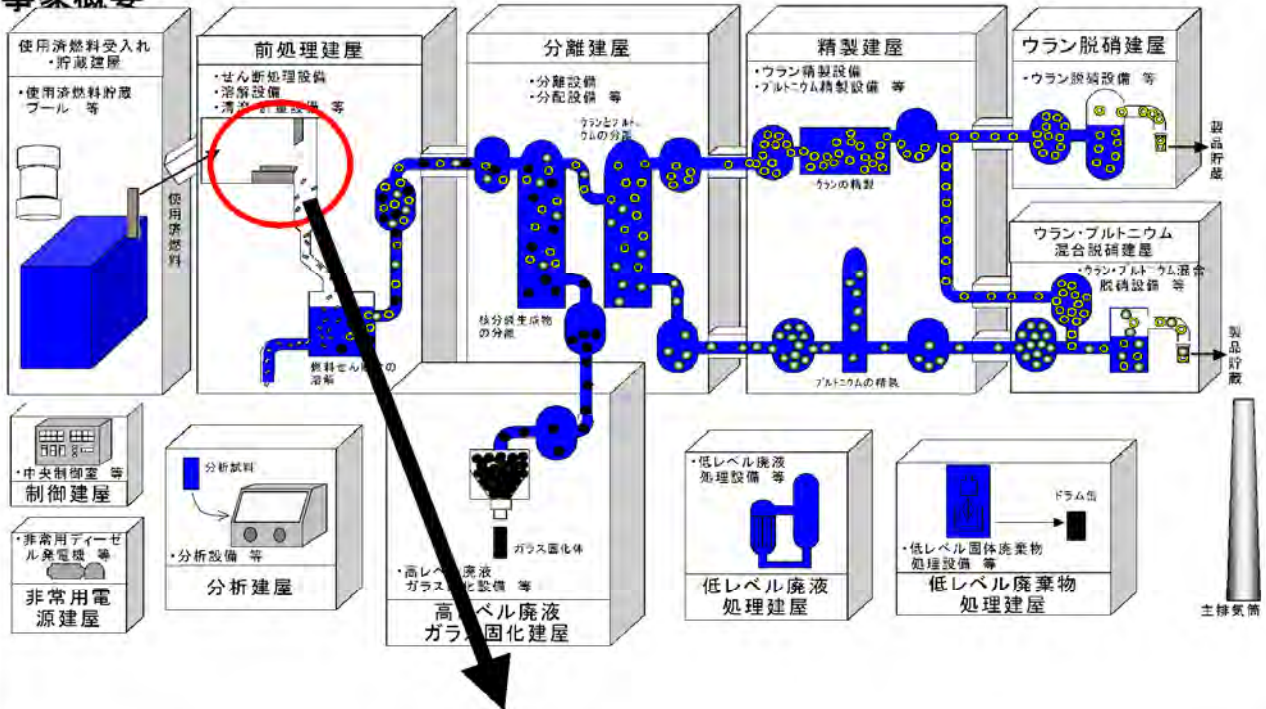 事業概要
使用済燃料受入れ
・貯蔵建屋
・使用済燃料貯蔵
プール 等
使用済燃料
前処理建屋
・せん断処理設備
・溶解設備
・清澄・計量設備 等
燃料せん断片の
溶解
分離建屋
・分離設備
・分配設備 等
ウランとプルト
ニウムの分離
核分裂生成物
の分離
精製建屋
・ウラン精製設備
・プルトニウム精製設備 等
ウランの精製
プルトニウムの精製
ウラン脱硝建屋
・ウラン脱硝設備 等
製品貯蔵
ウラン・プルトニウム
混合脱硝建屋
・ウラン・プルトニウム混合
脱硝設備 等
製品貯蔵
・中央制御室 等
制御建屋
・非常用ディーゼ
ル発電機 等
非常用電
源建屋
分析試料
・分析設備 等
分析建屋
ガラス固化体
・高レベル廃液
ガラス固化設備 等
高レベル廃液
ガラス固化建屋
・低レベル廃液
処理設備 等
低レベル廃液
処理建屋
ドラム缶
・低レベル固体廃棄物
処理設備 等
低レベル廃棄物
処理建屋
主排気筒